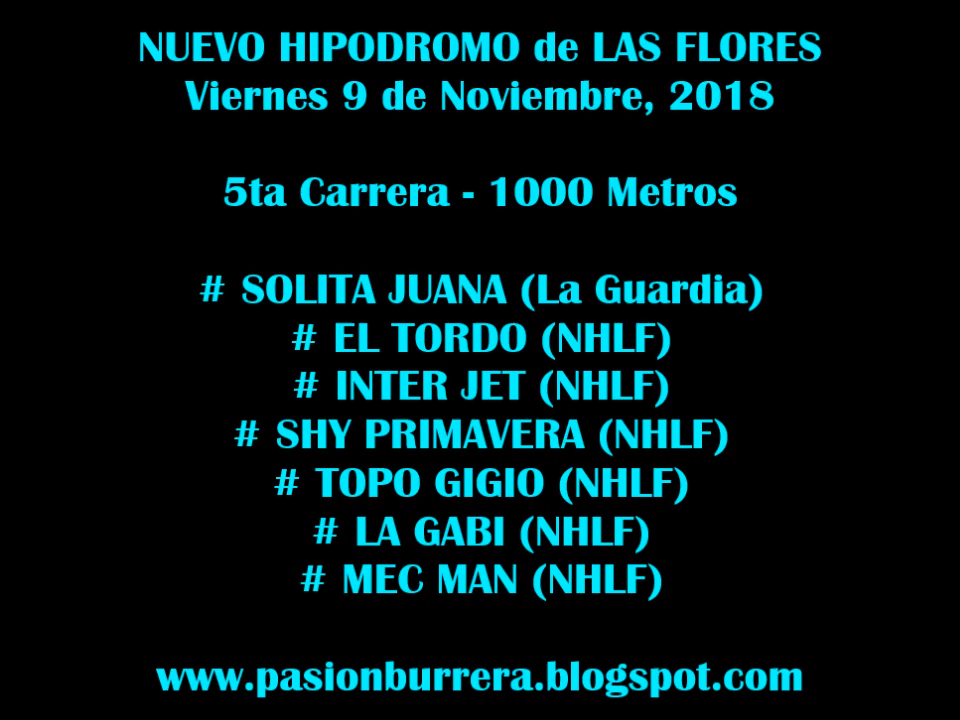 NUEVO HIPODROMO de LAS FLORES
Viernes 9 de Noviembre, 2018
5ta Carrera - 1000 Metros
# SOLITA JUANA (La Guardia)
# EL TORDO (NHLF)
# INTER JET (NHLF)
# SHY PRIMAVERA (NHLF)
# TOPO GIGIO (NHLF)
# LA GABI (NHLF)
# MEC MAN (NHLF)
www.pasionburrera.blogspot.com